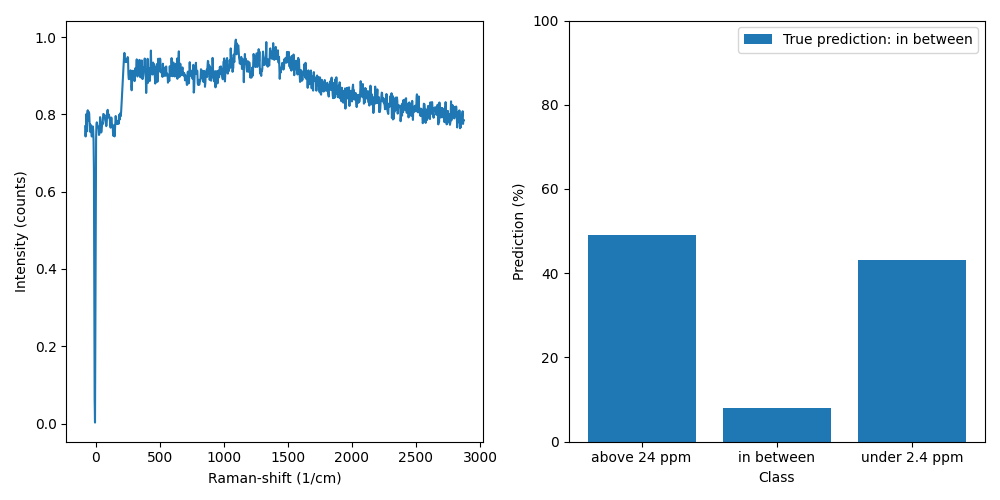 1.0
0.8
0.6
0.4
0.2
0.0
Intensity (counts)
0 500 1000 1500 2000 2500 3000
Raman-shift (1/cm)
100
80
60
40
20
0
Prediction (%)
True prediction: in between
above 24 ppm in between under 2.4 ppm
Class